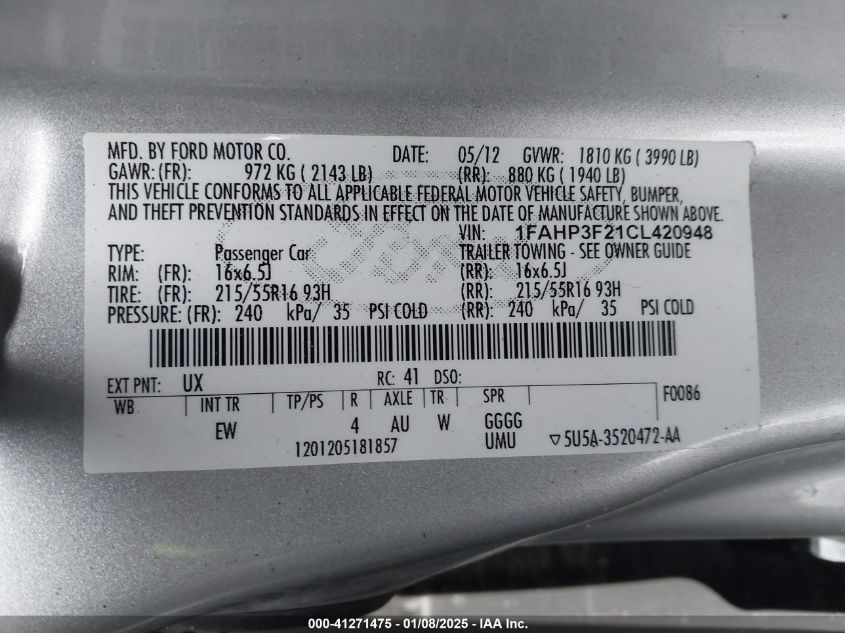 MFD. BY FORD MOTOR CO. DATE: 05/12 GVWR: 1810 KG ( 3990 LB)
GAWR: (FR): 972 KG ( 2143 LB) (RR): 880 KG ( 1940 LB)
THIS VEHICLE CONFORMS TO ALL APPLICABLE FEDERAL MOTOR VEHICLE SAFETY, BUMPER,
AND THEFT PREVENTION STANDARDS IN EFFECT ON THE DATE OF MANUFACTURE SHOWN ABOVE.
VIN: 1FAHP3F21CL420948
TYPE: Passenger Car TRAILER TOWING - SEE OWNER GUIDE
RIM: (FR): 16x6.5J (RR): 16x6.5J
TIRE: (FR): 215/55R16 93H (RR): 215/55R16 93H
PRESSURE: (FR): 240 kPa/ 35 PSI COLD (RR): 240 kPa/ 35 PSI COLD
EXT PNT: UX RC: 41 DSO:
WB INT TR TP/PS R AXLE TR SPR F0086
EW 4 AU W GGGG
1201205181857 UMU ▽5U5A-3520472-AA
000-41271475 - 01/08/2025 - IAA Inc.